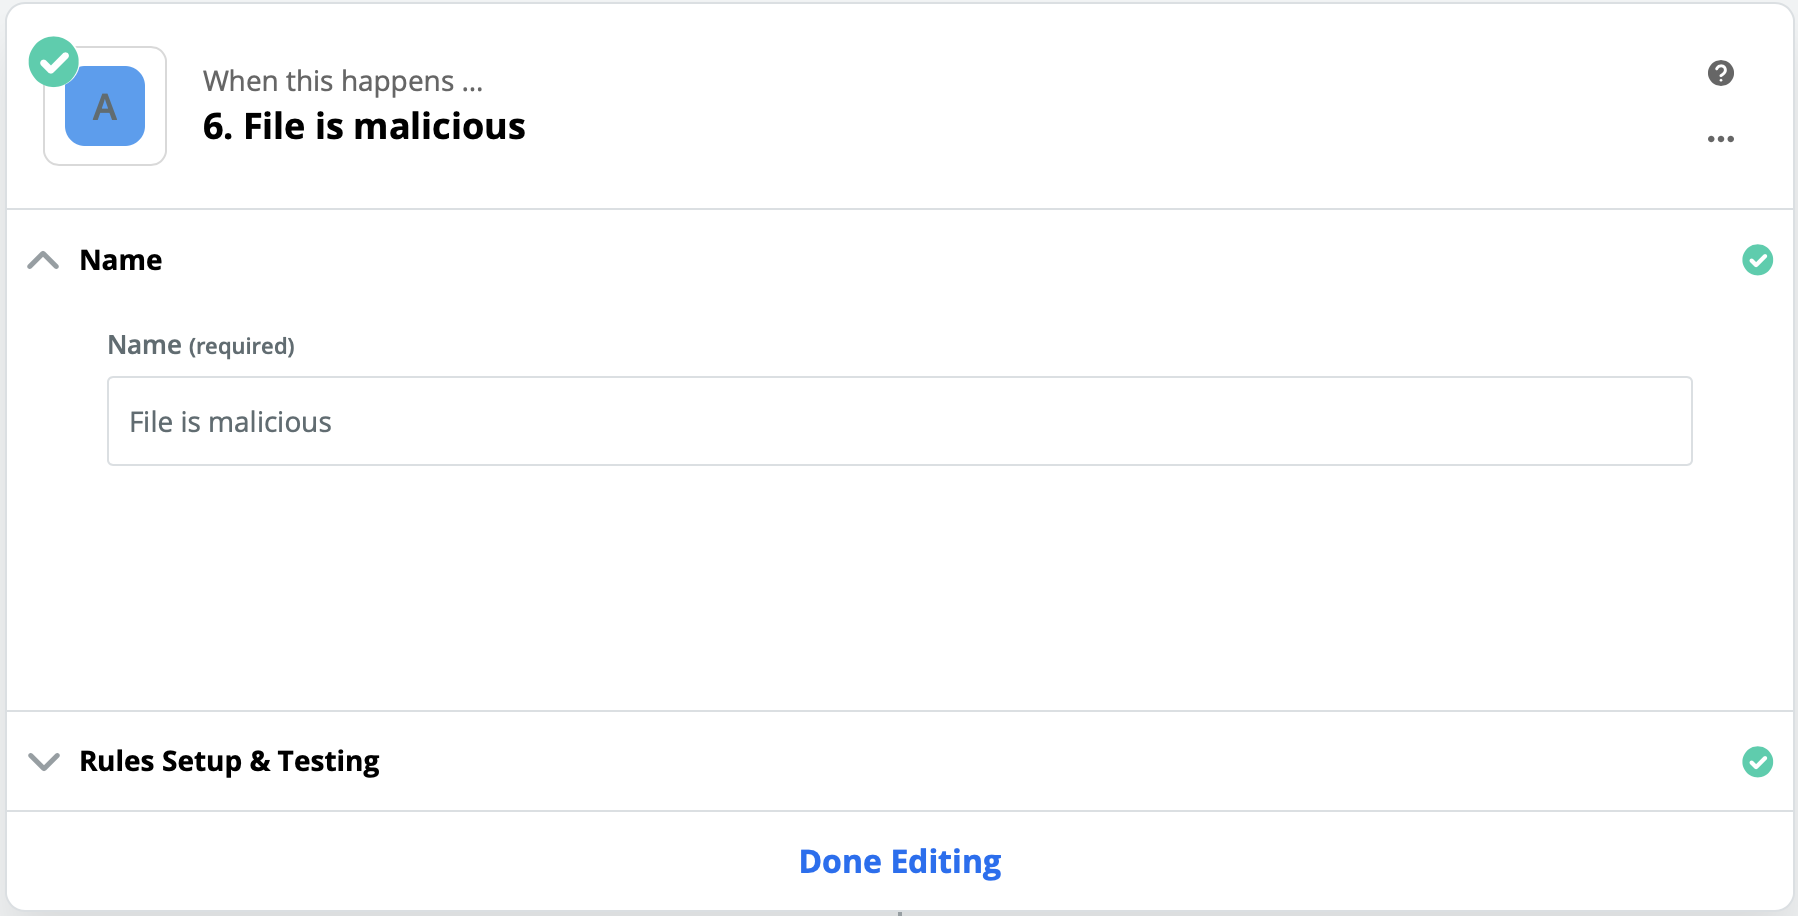 A
When this happens ...
6. File is malicious
Name
Name (required)
File is malicious
Rules Setup & Testing
Done Editing